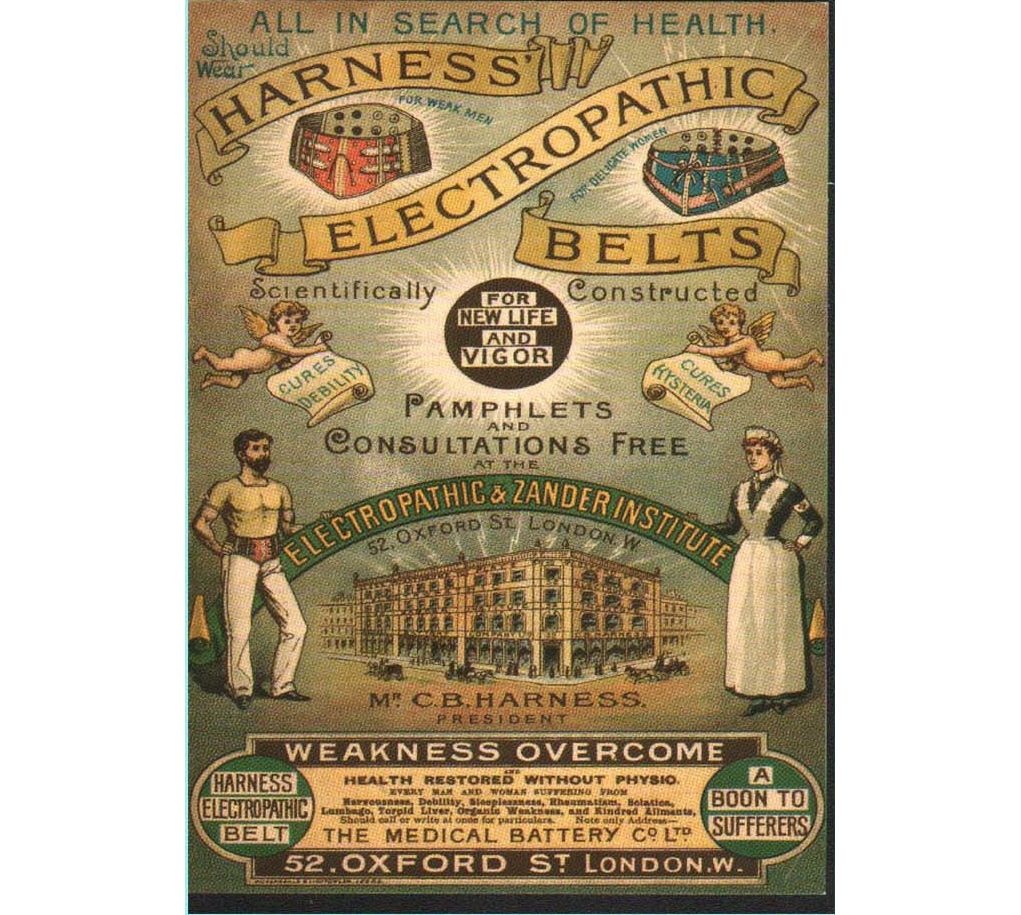 ALL IN SEARCH OF HEALTH.
Should
Wear
HARNESS'
FOR WEAK MEN
ELECTROPATHIC
FOR DELICATE WOMEN
BELTS
Scientifically Constructed
FOR
NEW LIFE
AND
VIGOR
CURES
DEBILITY
CURES
HYSTERIA
PAMPHLETS
AND
CONSULTATIONS FREE
AT THE
ELECTROPATHIC & ZANDER INSTITUTE
52, OXFORD ST. LONDON. W
MR. C.B. HARNESS.
PRESIDENT
WEAKNESS OVERCOME
AND
HEALTH RESTORED WITHOUT PHYSIC.
EVERY MAN AND WOMAN SUFFERING FROM
Nervousness, Debility, Sleeplessness, Rheumatism, Sciatica,
Lumbago, Torpid Liver, Organic Weakness, and Kindred Ailments,
Should call or write at once for particulars. Note only Address—
THE MEDICAL BATTERY CO. LTD.
52. OXFORD ST. LONDON.W.
HARNESS
ELECTROPATHIC
BELT
A
BOON TO
SUFFERERS